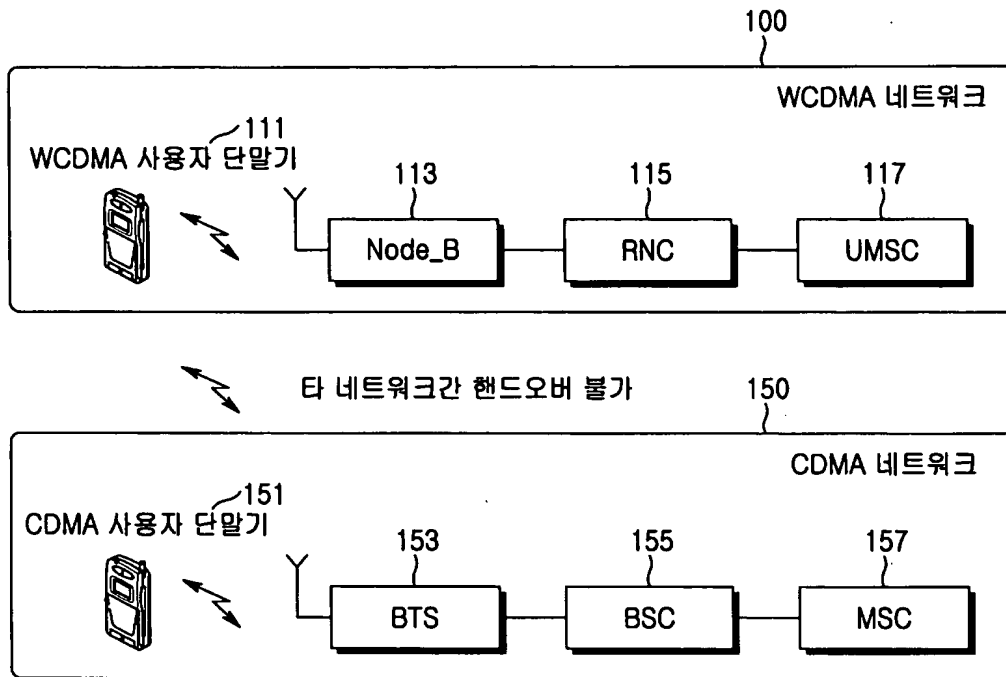 100
WCDMA 네트워크
111
WCDMA 사용자 단말기
113
115
117
Node_B
RNC
UMSC
타 네트워크간 핸드오버 불가
150
CDMA 네트워크
151
CDMA 사용자 단말기
153
155
157
BTS
BSC
MSC